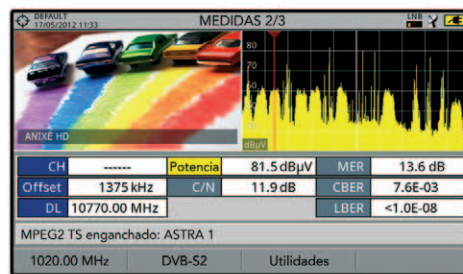 DEFAULT
17/05/2012 11:33
MEDIDAS 2/3
LNB
80
70
60
dBµV
ANIXE HD
CH ------ Potencia 81.5 dBµV MER 13.6 dB
Offset 1375 kHz C/N 11.9 dB CBER 7.6E-03
DL 10770.00 MHz LBER <1.0E-08
MPEG2 TS enganchado: ASTRA 1
1020.00 MHz DVB-S2 Utilidades